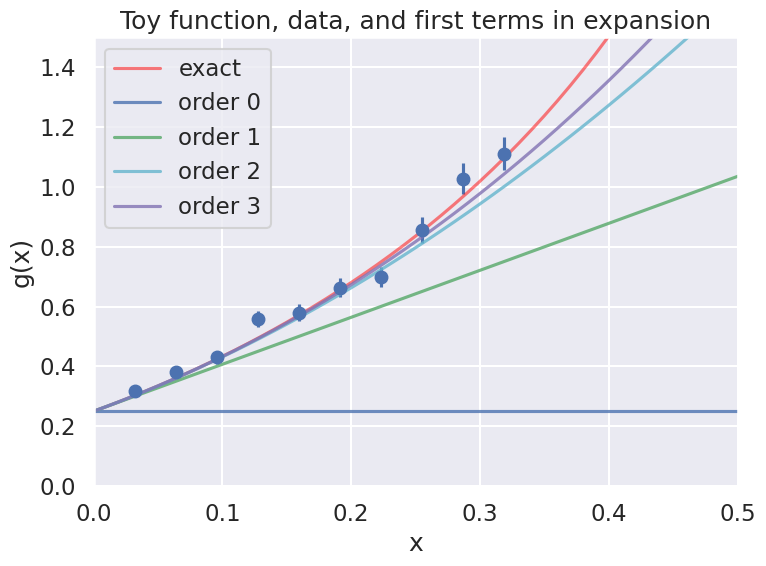 Toy function, data, and first terms in expansion
1.4
1.2
1.0
0.8
0.6
0.4
0.2
0.0
g(x)
exact
order 0
order 1
order 2
order 3
0.0 0.1 0.2 0.3 0.4 0.5
x